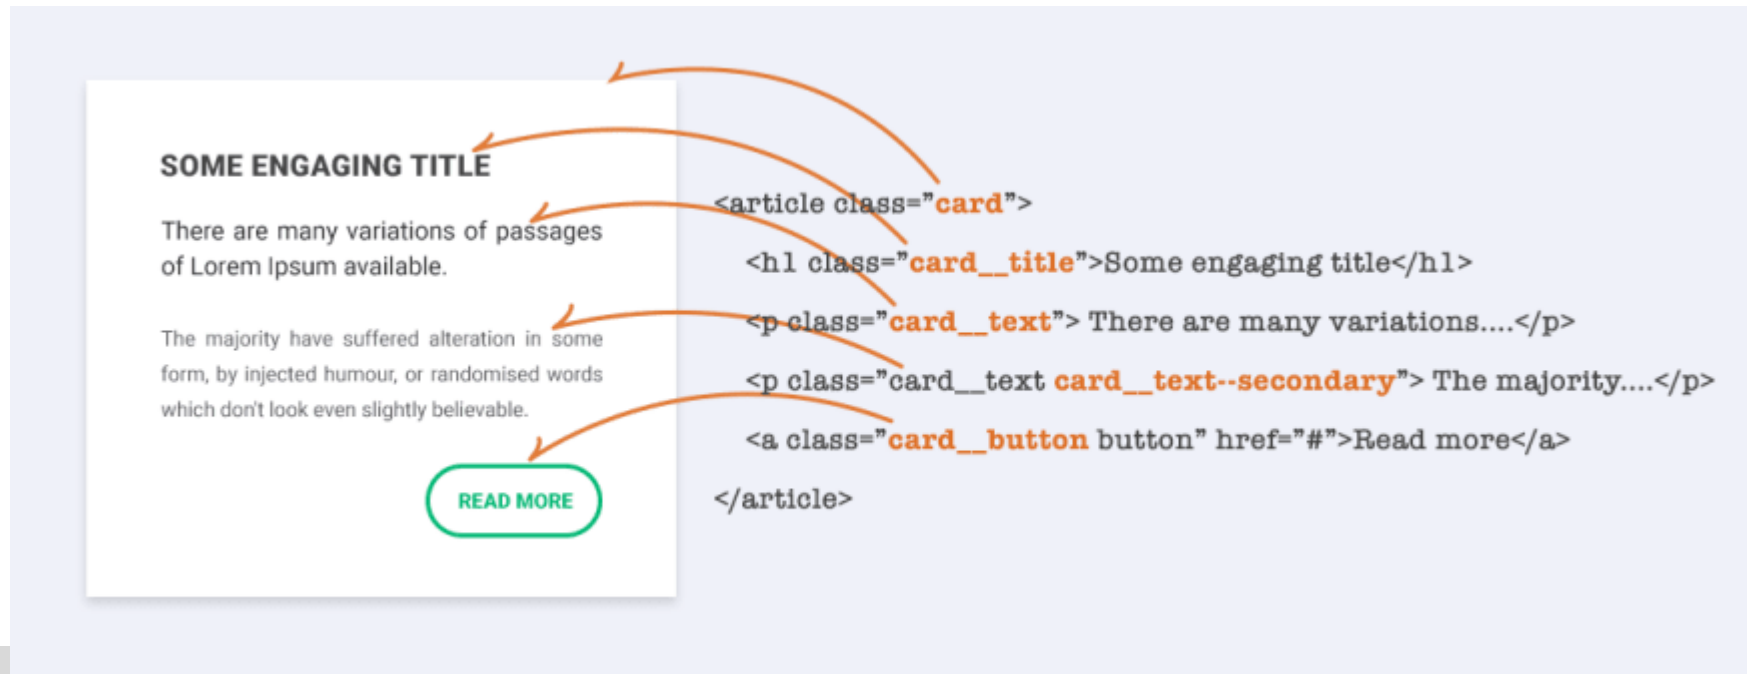 SOME ENGAGING TITLE
There are many variations of passages
of Lorem Ipsum available.
The majority have suffered alteration in some
form, by injected humour, or randomised words
which don't look even slightly believable.
READ MORE
<article class="card">
<h1 class="card__title">Some engaging title</h1>
<p class="card__text"> There are many variations....</p>
<p class="card__text card__text--secondary"> The majority....</p>
<a class="card__button button" href="#">Read more</a>
</article>